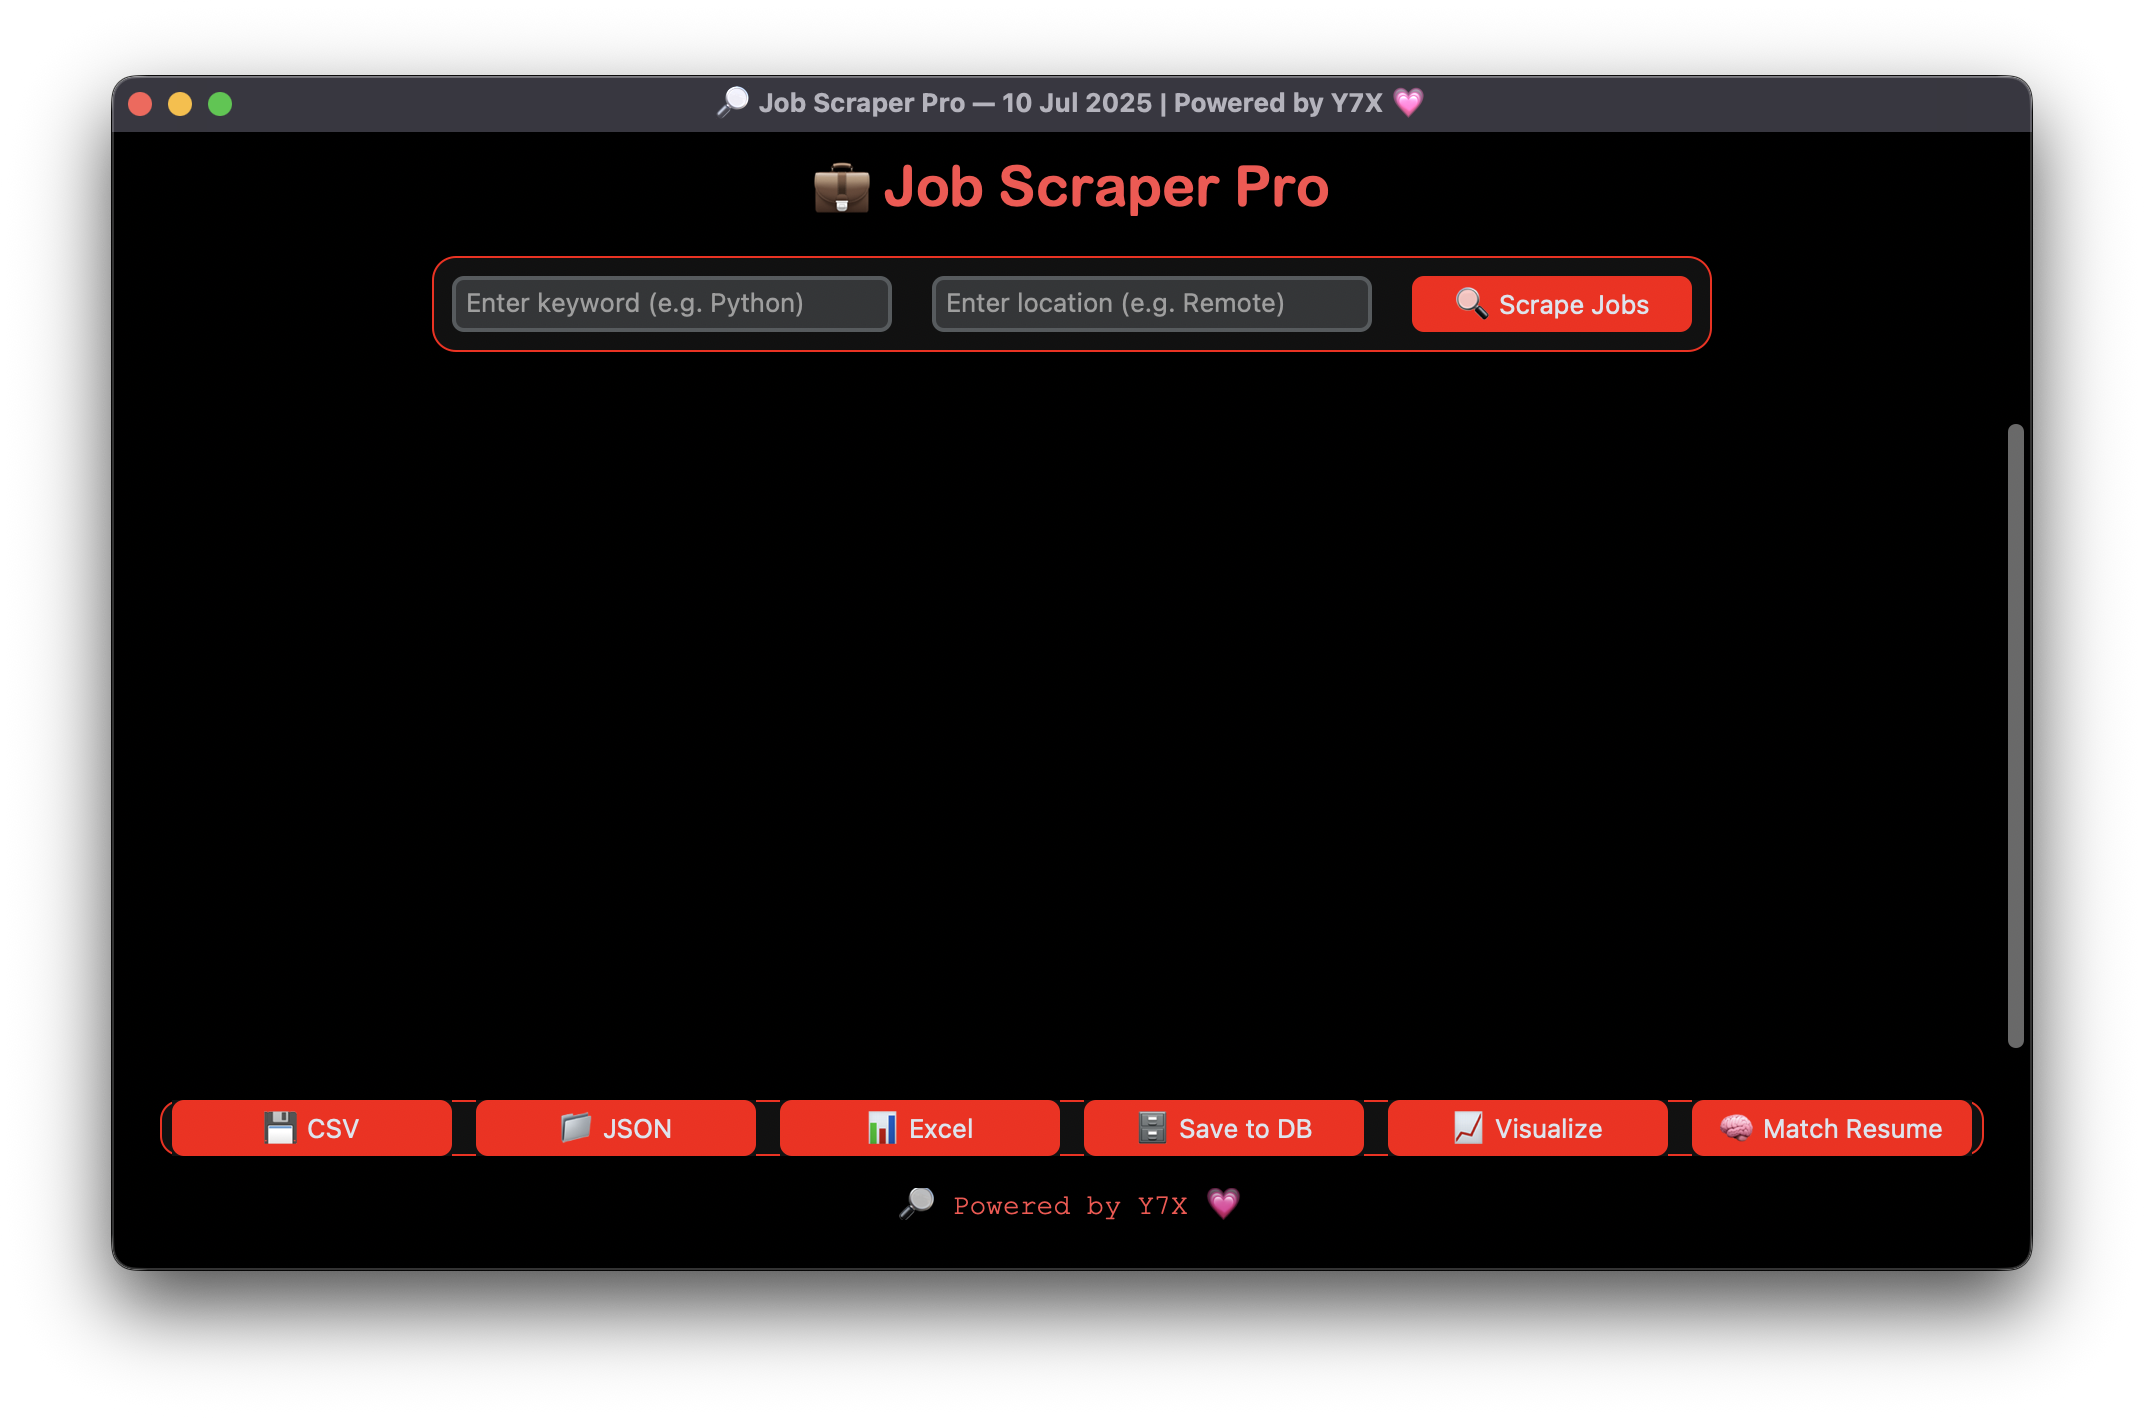 🔎 Job Scraper Pro — 10 Jul 2025 | Powered by Y7X 💗
💼 Job Scraper Pro
Enter keyword (e.g. Python) Enter location (e.g. Remote) 🔍 Scrape Jobs
💾 CSV 📁 JSON 📊 Excel 🗄️ Save to DB 📈 Visualize 🧠 Match Resume
🔎 Powered by Y7X 💗